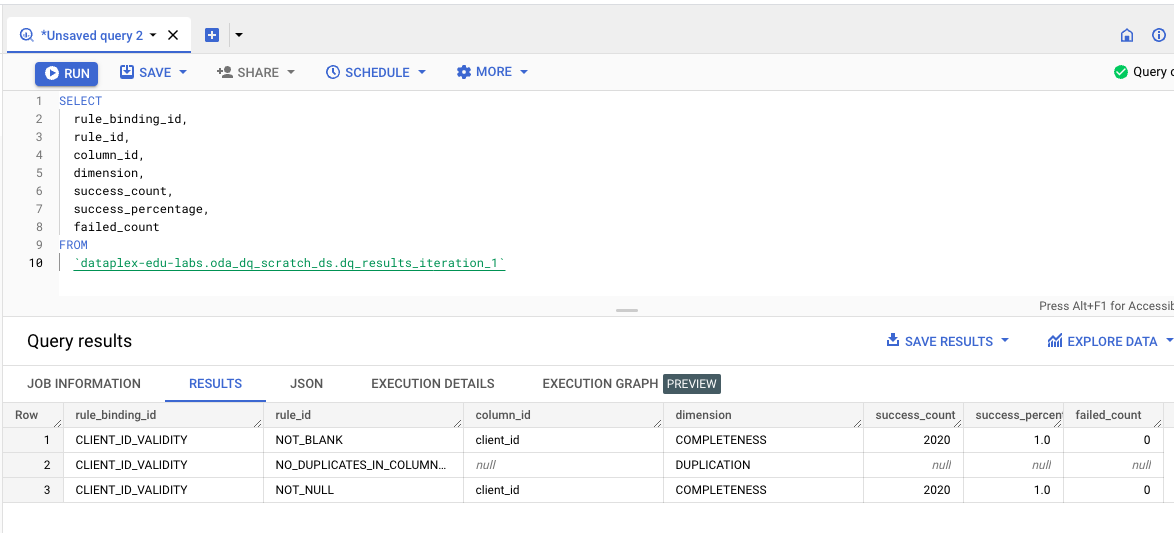 *Unsaved query 2
RUN SAVE SHARE SCHEDULE MORE Query
1 SELECT
2 rule_binding_id,
3 rule_id,
4 column_id,
5 dimension,
6 success_count,
7 success_percentage,
8 failed_count
9 FROM
10 `dataplex-edu-labs.oda_dq_scratch_ds.dq_results_iteration_1`
Press Alt+F1 for Accessib
Query results SAVE RESULTS EXPLORE DATA
JOB INFORMATION RESULTS JSON EXECUTION DETAILS EXECUTION GRAPH PREVIEW
Row rule_binding_id rule_id column_id dimension success_count success_percen failed_count
1 CLIENT_ID_VALIDITY NOT_BLANK client_id COMPLETENESS 2020 1.0 0
2 CLIENT_ID_VALIDITY NO_DUPLICATES_IN_COLUMN... null DUPLICATION null null null
3 CLIENT_ID_VALIDITY NOT_NULL client_id COMPLETENESS 2020 1.0 0